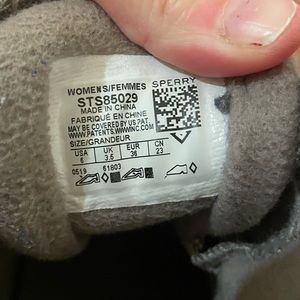 WOMENS/FEMMES SPERRY
STS85029
MADE IN CHINA
FABRIQUÉ EN CHINE
MAY BE COVERED BY US PAT.
WWW.PATENTS.WWWINC.COM
SIZE/GRANDEUR
USA UK EUR CN
6 3.5 36 23
0519 61803